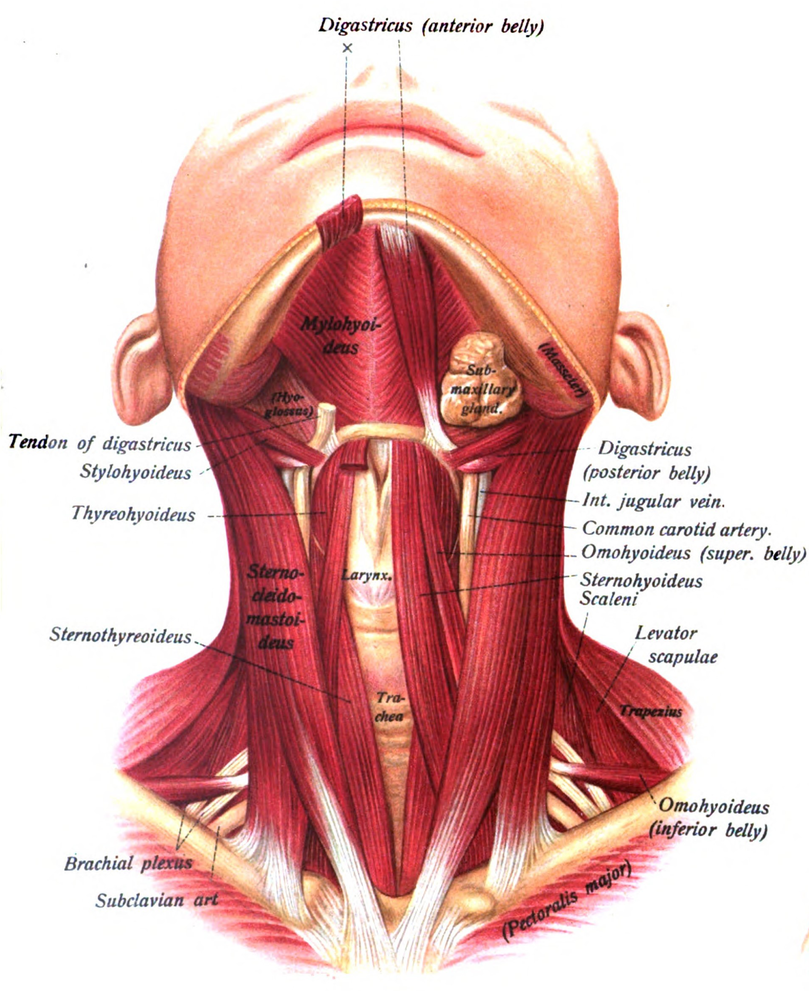 Digastricus (anterior belly)
×
Mylohyoi-
deus
(Hyo-
glossus)
Sub-
maxillary
gland.
(Masseter)
Tendon of digastricus
Stylohyoideus
Thyreohyoideus
Digastricus
(posterior belly)
Int. jugular vein.
Common carotid artery.
Omohyoideus (super. belly)
Sternohyoideus
Scaleni
Sterno-
cleido-
mastoi-
deus
Larynx.
Sternothyreoideus
Levator
scapulae
Tra-
chea
Trapezius
Omohyoideus
(inferior belly)
Brachial plexus
Subclavian art
(Pectoralis major)